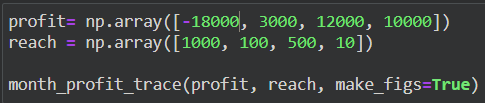 profit= np.array([-18000, 3000, 12000, 10000])
reach = np.array([1000, 100, 500, 10])
month_profit_trace(profit, reach, make_figs=True)